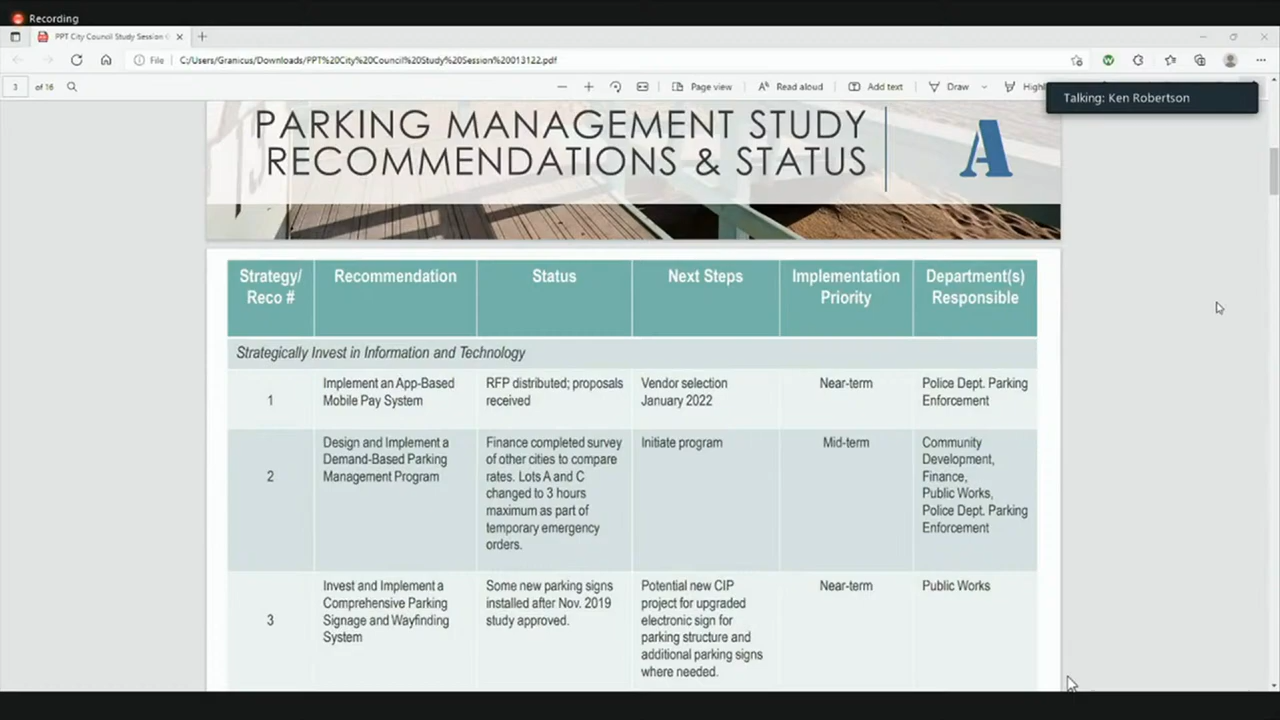 Recording
PPT City Council Study Session
File
C:/Users/Granicus/Downloads/PPT%20City%20Council%20Study%20Session%20013122.pdf
3 of 16
Page view
Read aloud
Add text
Draw
Talking: Ken Robertson
PARKING MANAGEMENT STUDY
RECOMMENDATIONS & STATUS
A
Strategy/
Reco #
Recommendation
Status
Next Steps
Implementation
Priority
Department(s)
Responsible
Strategically Invest in Information and Technology
1
Implement an App-Based
Mobile Pay System
RFP distributed; proposals
received
Vendor selection
January 2022
Near-term
Police Dept. Parking
Enforcement
2
Design and Implement a
Demand-Based Parking
Management Program
Finance completed survey
of other cities to compare
rates. Lots A and C
changed to 3 hours
maximum as part of
temporary emergency
orders.
Initiate program
Mid-term
Community
Development,
Finance,
Public Works,
Police Dept. Parking
Enforcement
3
Invest and Implement a
Comprehensive Parking
Signage and Wayfinding
System
Some new parking signs
installed after Nov. 2019
study approved.
Potential new CIP
project for upgraded
electronic sign for
parking structure and
additional parking signs
where needed.
Near-term
Public Works